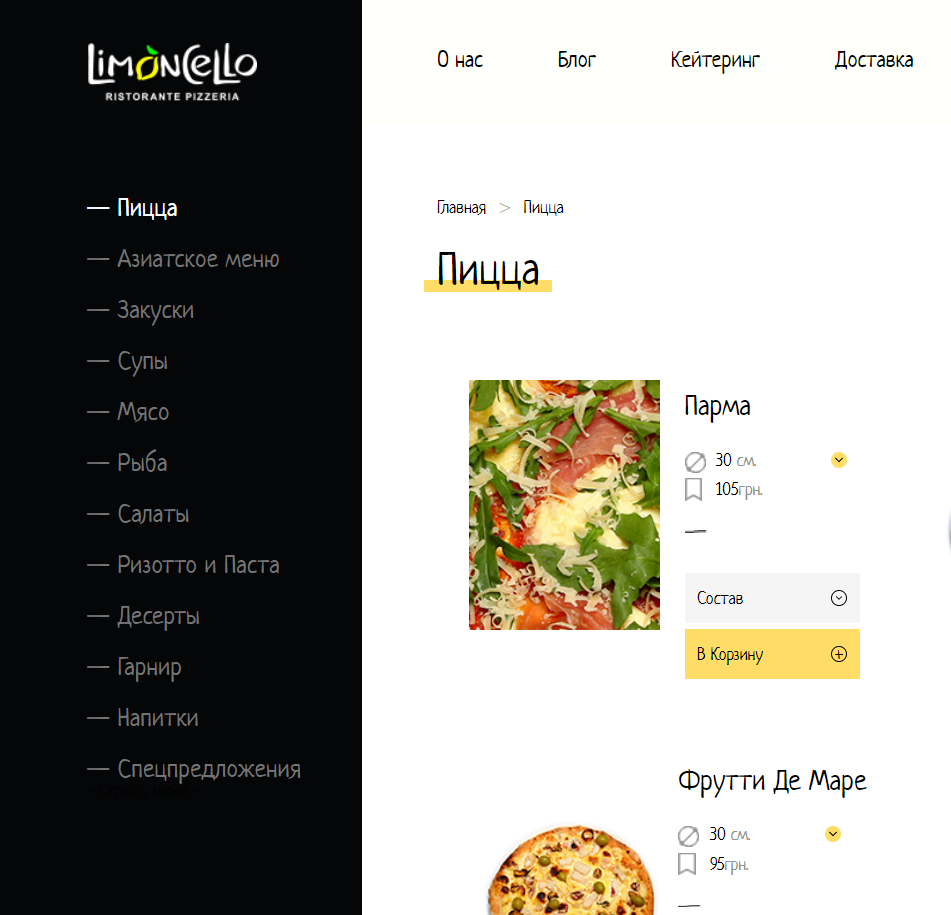 LIMONCELLO
RISTORANTE PIZZERIA
О нас Блог Кейтеринг Доставка
— Пицца
— Азиатское меню
— Закуски
— Супы
— Мясо
— Рыба
— Салаты
— Ризотто и Паста
— Десерты
— Гарнир
— Напитки
— Спецпредложения
Главная > Пицца
Пицца
Парма
30 см.
105грн.
Состав
В Корзину
Фрутти Де Маре
30 см.
95грн.